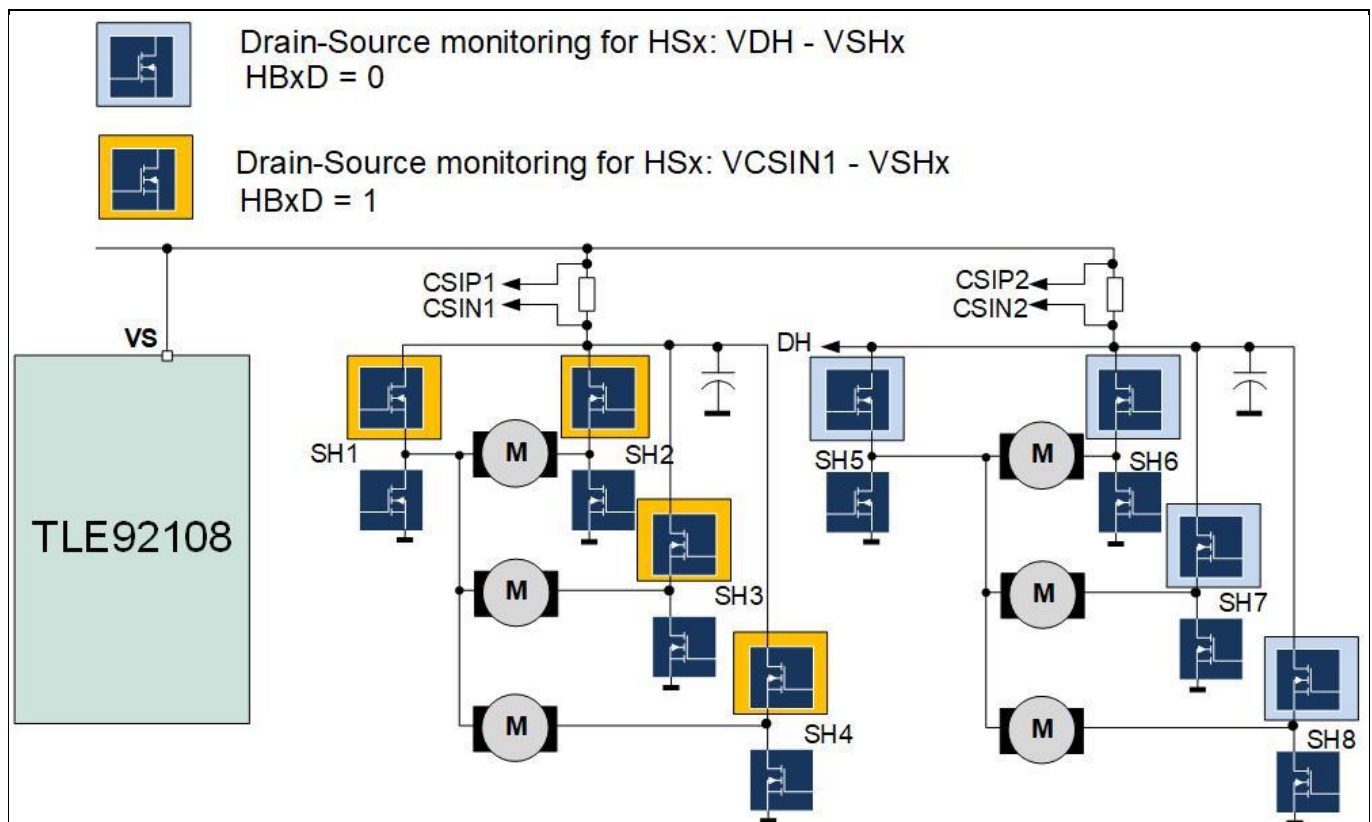 Drain-Source monitoring for HSx: VDH - VSHx
HBxD = 0
Drain-Source monitoring for HSx: VCSIN1 - VSHx
HBxD = 1
CSIP1
CSIN1
CSIP2
CSIN2
VS
DH
TLE92108
SH1
M
SH2
SH5
M
SH6
M
SH3
M
SH7
M
SH4
M
SH8